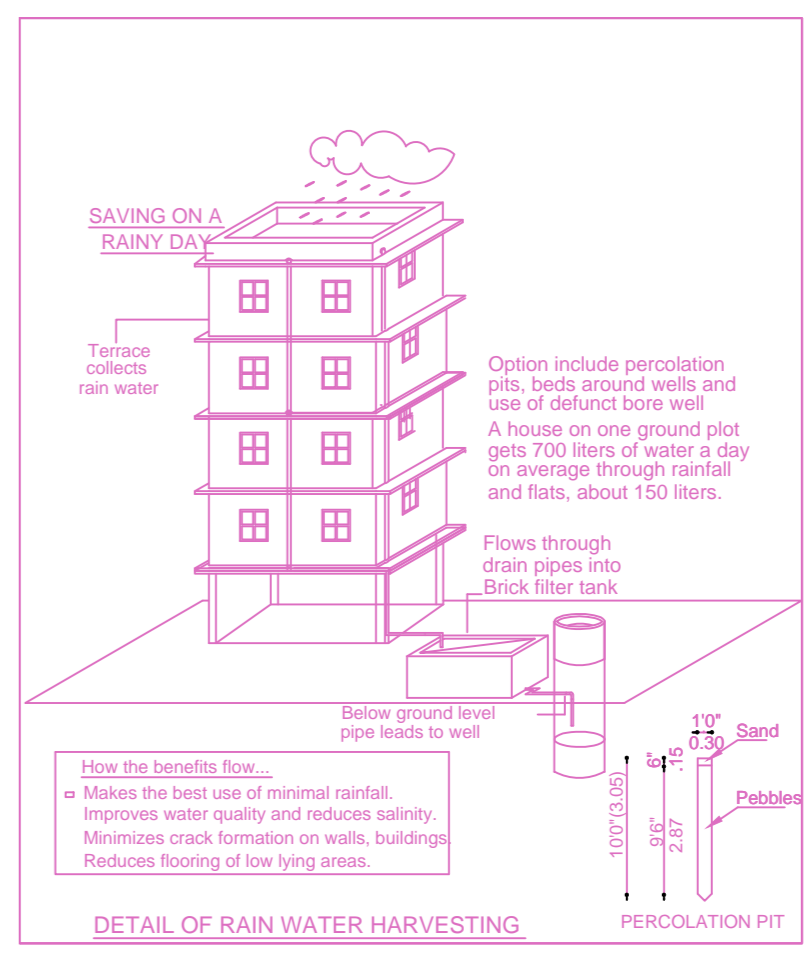 SAVING ON A
RAINY DAY
Terrace
collects
rain water
Option include percolation
pits, beds around wells and
use of defunct bore well
A house on one ground plot
gets 700 liters of water a day
on average through rainfall
and flats, about 150 liters.
Flows through
drain pipes into
Brick filter tank
Below ground level
pipe leads to well
How the benefits flow...
Makes the best use of minimal rainfall.
Improves water quality and reduces salinity.
Minimizes crack formation on walls, buildings.
Reduces flooring of low lying areas.
1'0"
0.30
Sand
6"
.15
Pebbles
10'0"(3.05)
9'6"
2.87
DETAIL OF RAIN WATER HARVESTING
PERCOLATION PIT